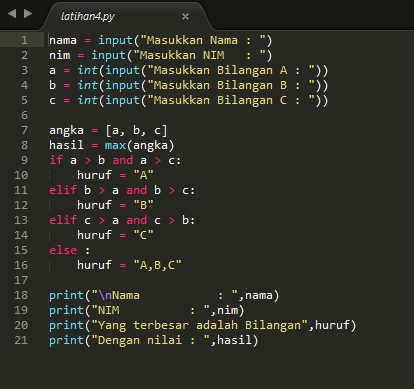 latihan4.py
1 nama = input("Masukkan Nama : ")
2 nim = input("Masukkan NIM   : ")
3 a = int(input("Masukkan Bilangan A : "))
4 b = int(input("Masukkan Bilangan B : "))
5 c = int(input("Masukkan Bilangan C : "))
6
7 angka = [a, b, c]
8 hasil = max(angka)
9 if a > b and a > c:
10     huruf = "A"
11 elif b > a and b > c:
12     huruf = "B"
13 elif c > a and c > b:
14     huruf = "C"
15 else :
16     huruf = "A,B,C"
17
18 print("\nNama           : ",nama)
19 print("NIM          : ",nim)
20 print("Yang terbesar adalah Bilangan",huruf)
21 print("Dengan nilai : ",hasil)